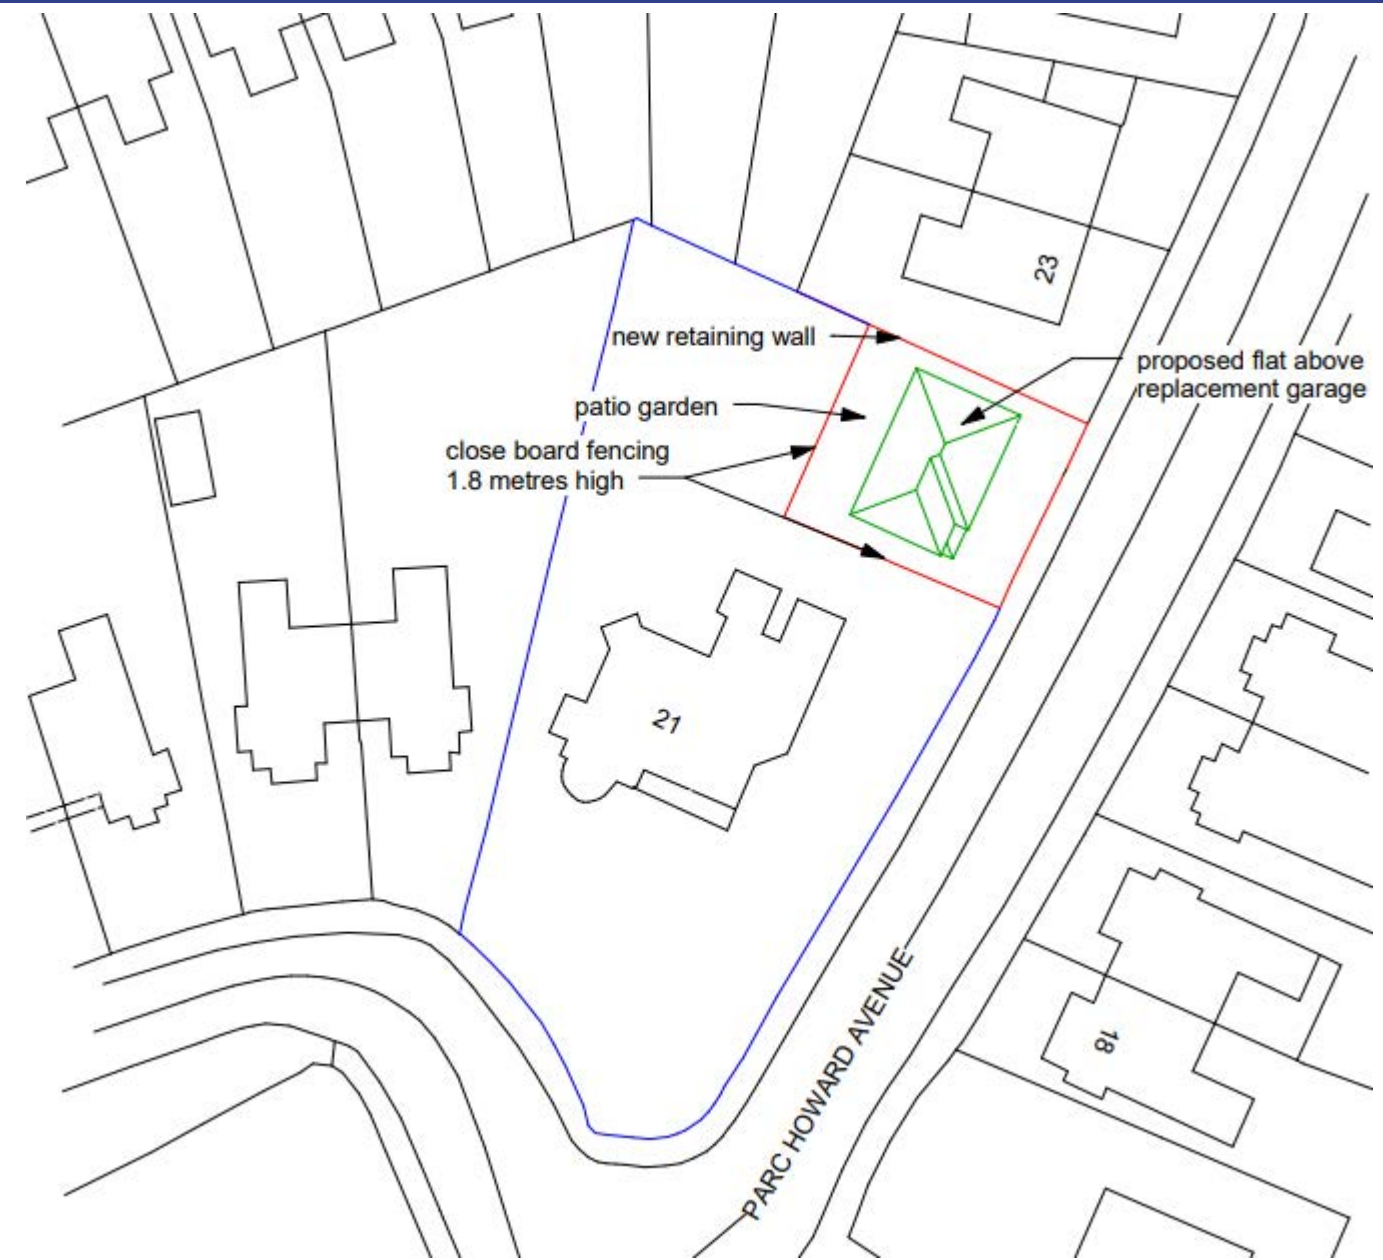 23
new retaining wall
proposed flat above
replacement garage
patio garden
close board fencing
1.8 metres high
21
PARC HOWARD AVENUE
18